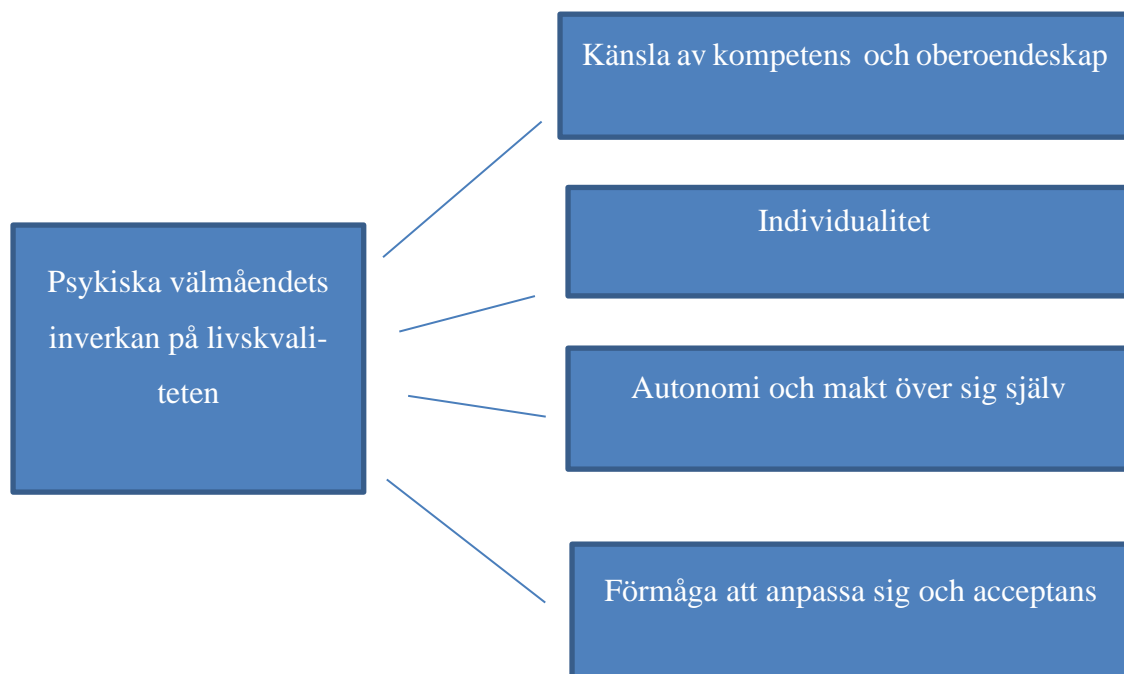 Känsla av kompetens och oberoendeskap
Individualitet
Psykiska välmåendets
inverkan på livskvali-
teten
Autonomi och makt över sig själv
Förmåga att anpassa sig och acceptans